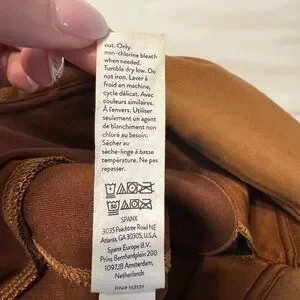 out. Only
non-chlorine bleach
when needed.
Tumble dry low. Do
not iron. Laver à
froid en machine,
cycle délicat. Avec
couleurs similaires.
À l'envers. Utiliser
seulement un agent
de blanchiment non
chloré au besoin.
Sécher au
sèche-linge à basse
température. Ne pas
repasser.
SPANX
3035 Peachtree Road NE
Atlanta, GA 30305, U.S.A.
Spanx Europe B.V.
Prins Bernhardplein 200
1097JB Amsterdam,
Netherlands
RN# 112125